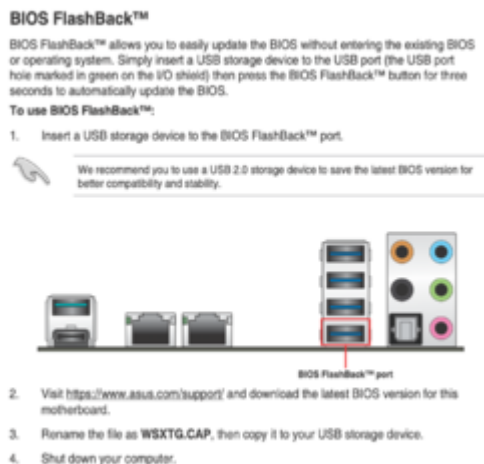 BIOS FlashBack™
BIOS FlashBack™ allows you to easily update the BIOS without entering the existing BIOS
or operating system. Simply insert a USB storage device to the USB port (the USB port
hole marked in green on the I/O shield) then press the BIOS FlashBack™ button for three
seconds to automatically update the BIOS.
To use BIOS FlashBack™:
1. Insert a USB storage device to the BIOS FlashBack™ port.
We recommend you to use a USB 2.0 storage device to save the latest BIOS version for
better compatibility and stability.
BIOS FlashBack™ port
2. Visit https://www.asus.com/support/ and download the latest BIOS version for this
motherboard.
3. Rename the file as WSXTG.CAP, then copy it to your USB storage device.
4. Shut down your computer.